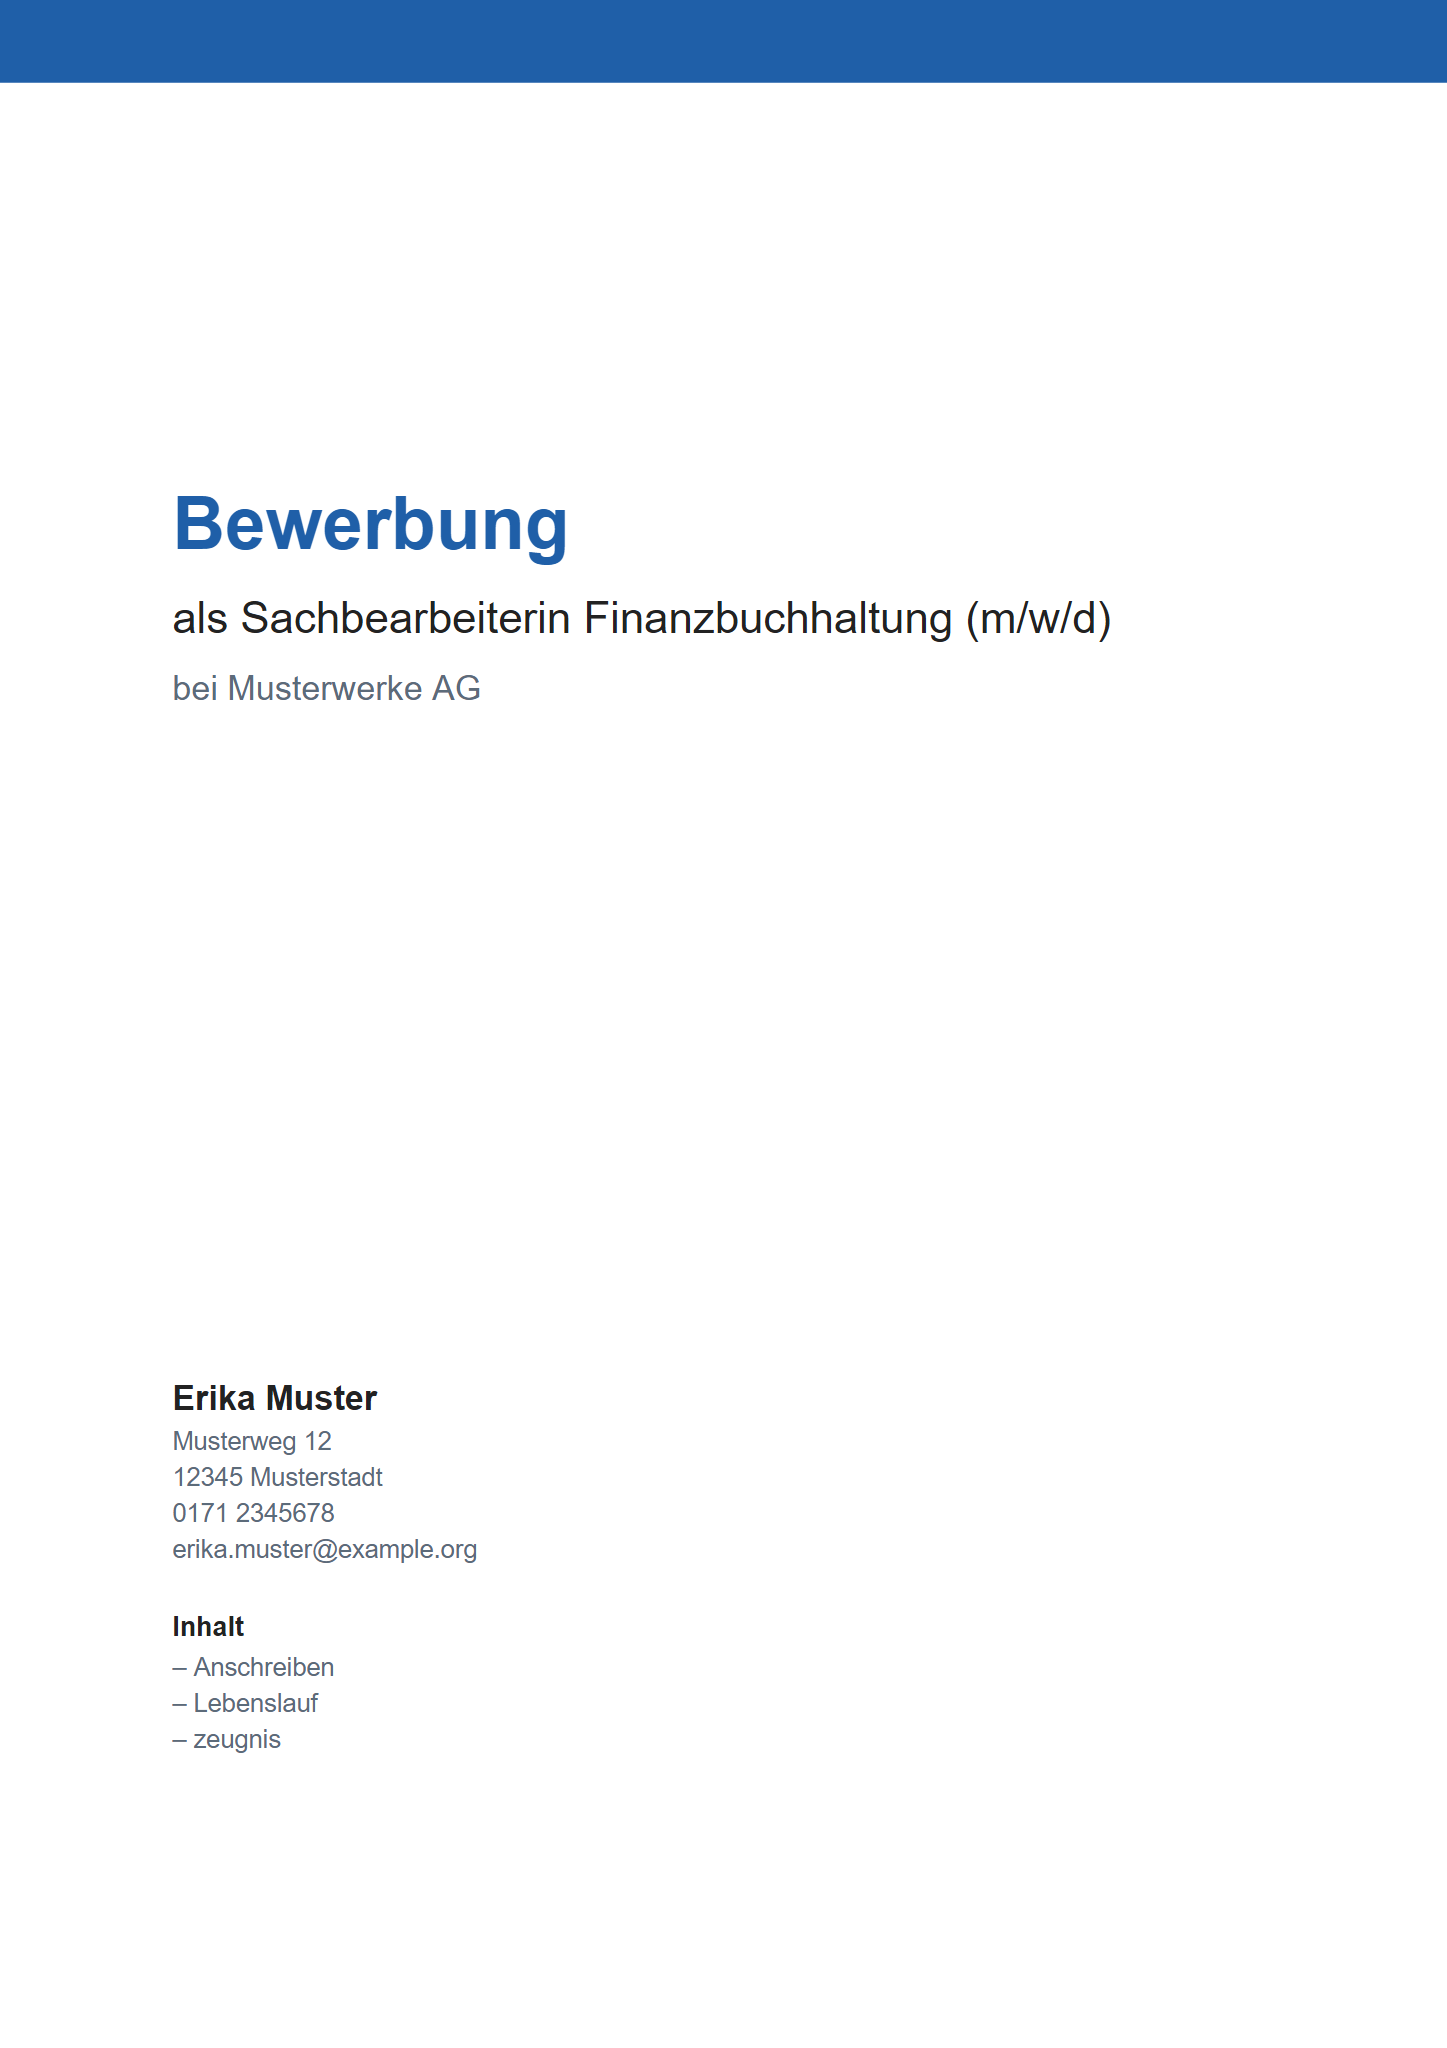 Bewerbung
als Sachbearbeiterin Finanzbuchhaltung (m/w/d)
bei Musterwerke AG
Erika Muster
Musterweg 12
12345 Musterstadt
0171 2345678
erika.muster@example.org
Inhalt
– Anschreiben
– Lebenslauf
– zeugnis